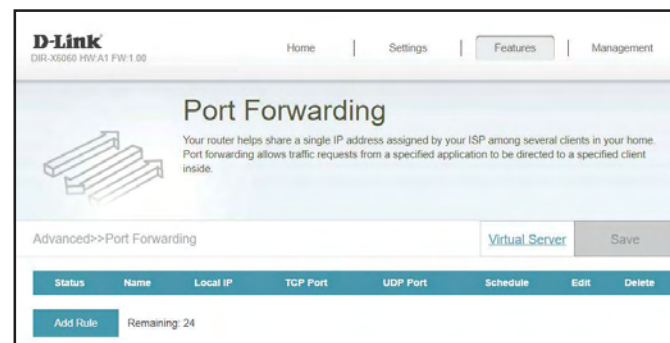 D-Link
DIR-X6060 HW:A1 FW:1.00
Home | Settings | Features | Management
Port Forwarding
Your router helps share a single IP address assigned by your ISP among several clients in your home.
Port forwarding allows traffic requests from a specified application to be directed to a specified client
inside.
Advanced>>Port Forwarding
Virtual Server
Save
Status Name Local IP TCP Port UDP Port Schedule Edit Delete
Add Rule Remaining: 24